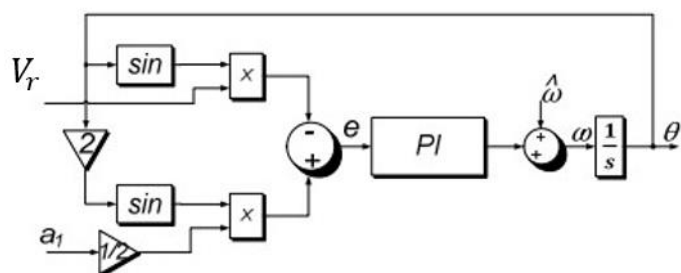 sin
×
V_r
ω̂
-
e
PI
+
+
ω
1/s
θ
2
+
sin
×
a_1
1/2